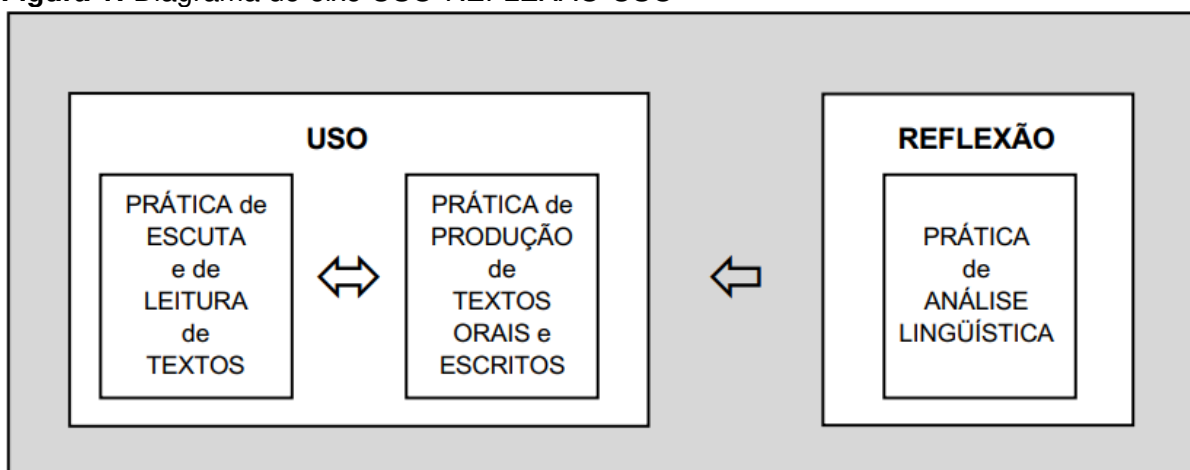 USO
PRÁTICA de
ESCUTA
e de
LEITURA
de
TEXTOS
PRÁTICA de
PRODUÇÃO
de
TEXTOS
ORAIS e
ESCRITOS
REFLEXÃO
PRÁTICA
de
ANÁLISE
LINGÜÍSTICA